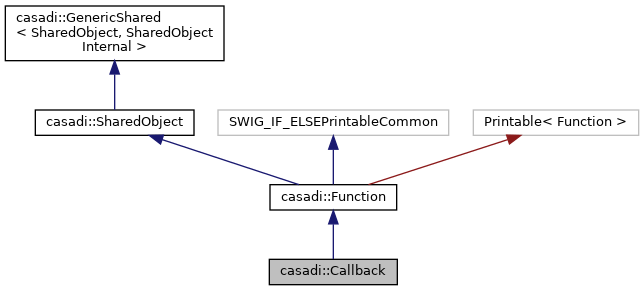 casadi::GenericShared
< SharedObject, SharedObject
Internal >
casadi::SharedObject
SWIG_IF_ELSEPrintableCommon
Printable< Function >
casadi::Function
casadi::Callback